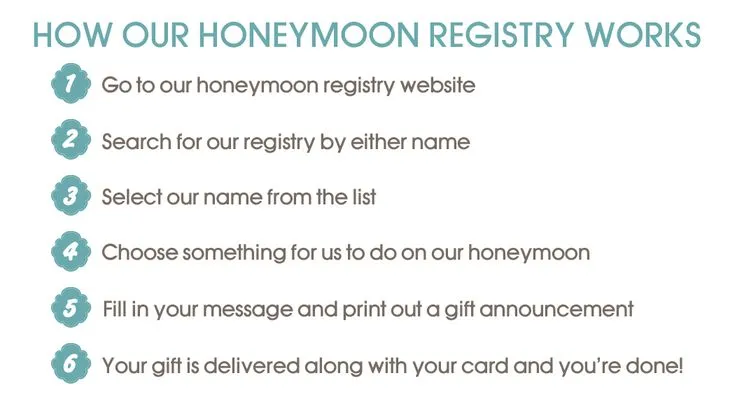 HOW OUR HONEYMOON REGISTRY WORKS
1 Go to our honeymoon registry website
2 Search for our registry by either name
3 Select our name from the list
4 Choose something for us to do on our honeymoon
5 Fill in your message and print out a gift announcement
6 Your gift is delivered along with your card and you're done!